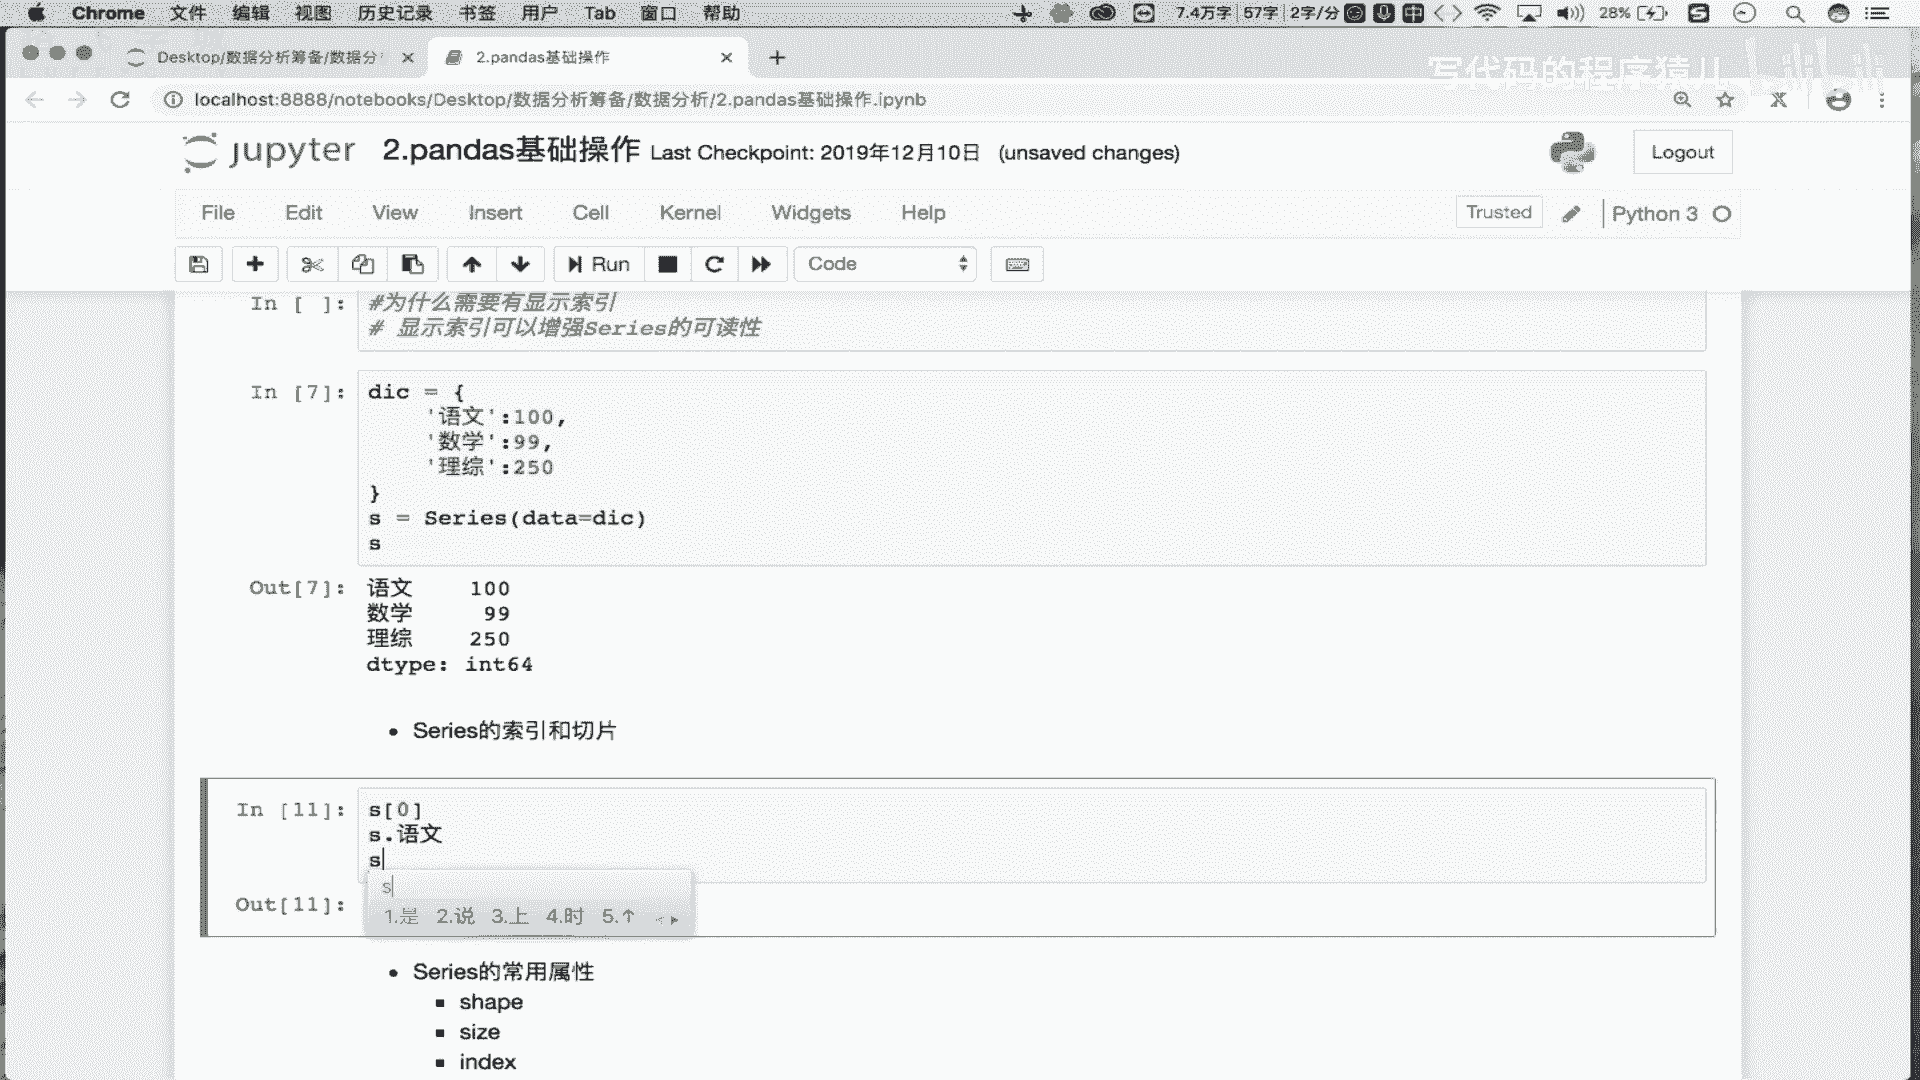 Chrome 文件 编辑 视图 历史记录 书签 用户 Tab 窗口 帮助 7.4万字 57字 2字/分 中 28%
Desktop/数据分析筹备/数据分
2.pandas基础操作
写代码的程序猿儿 bilibili
localhost:8888/notebooks/Desktop/数据分析筹备/数据分析/2.pandas基础操作.ipynb
jupyter 2.pandas基础操作 Last Checkpoint: 2019年12月10日 (unsaved changes)
Logout
File Edit View Insert Cell Kernel Widgets Help
Trusted Python 3
Run Code
In [ ]: #为什么需要有显示索引
# 显示索引可以增强Series的可读性
In [7]: dic = {
'语文':100,
'数学':99,
'理综':250
}
s = Series(data=dic)
s
Out[7]: 语文 100
数学 99
理综 250
dtype: int64
Series的索引和切片
In [11]: s[0]
s.语文
s
s
1.是 2.说 3.上 4.时 5.↑
Out[11]:
Series的常用属性
shape
size
index